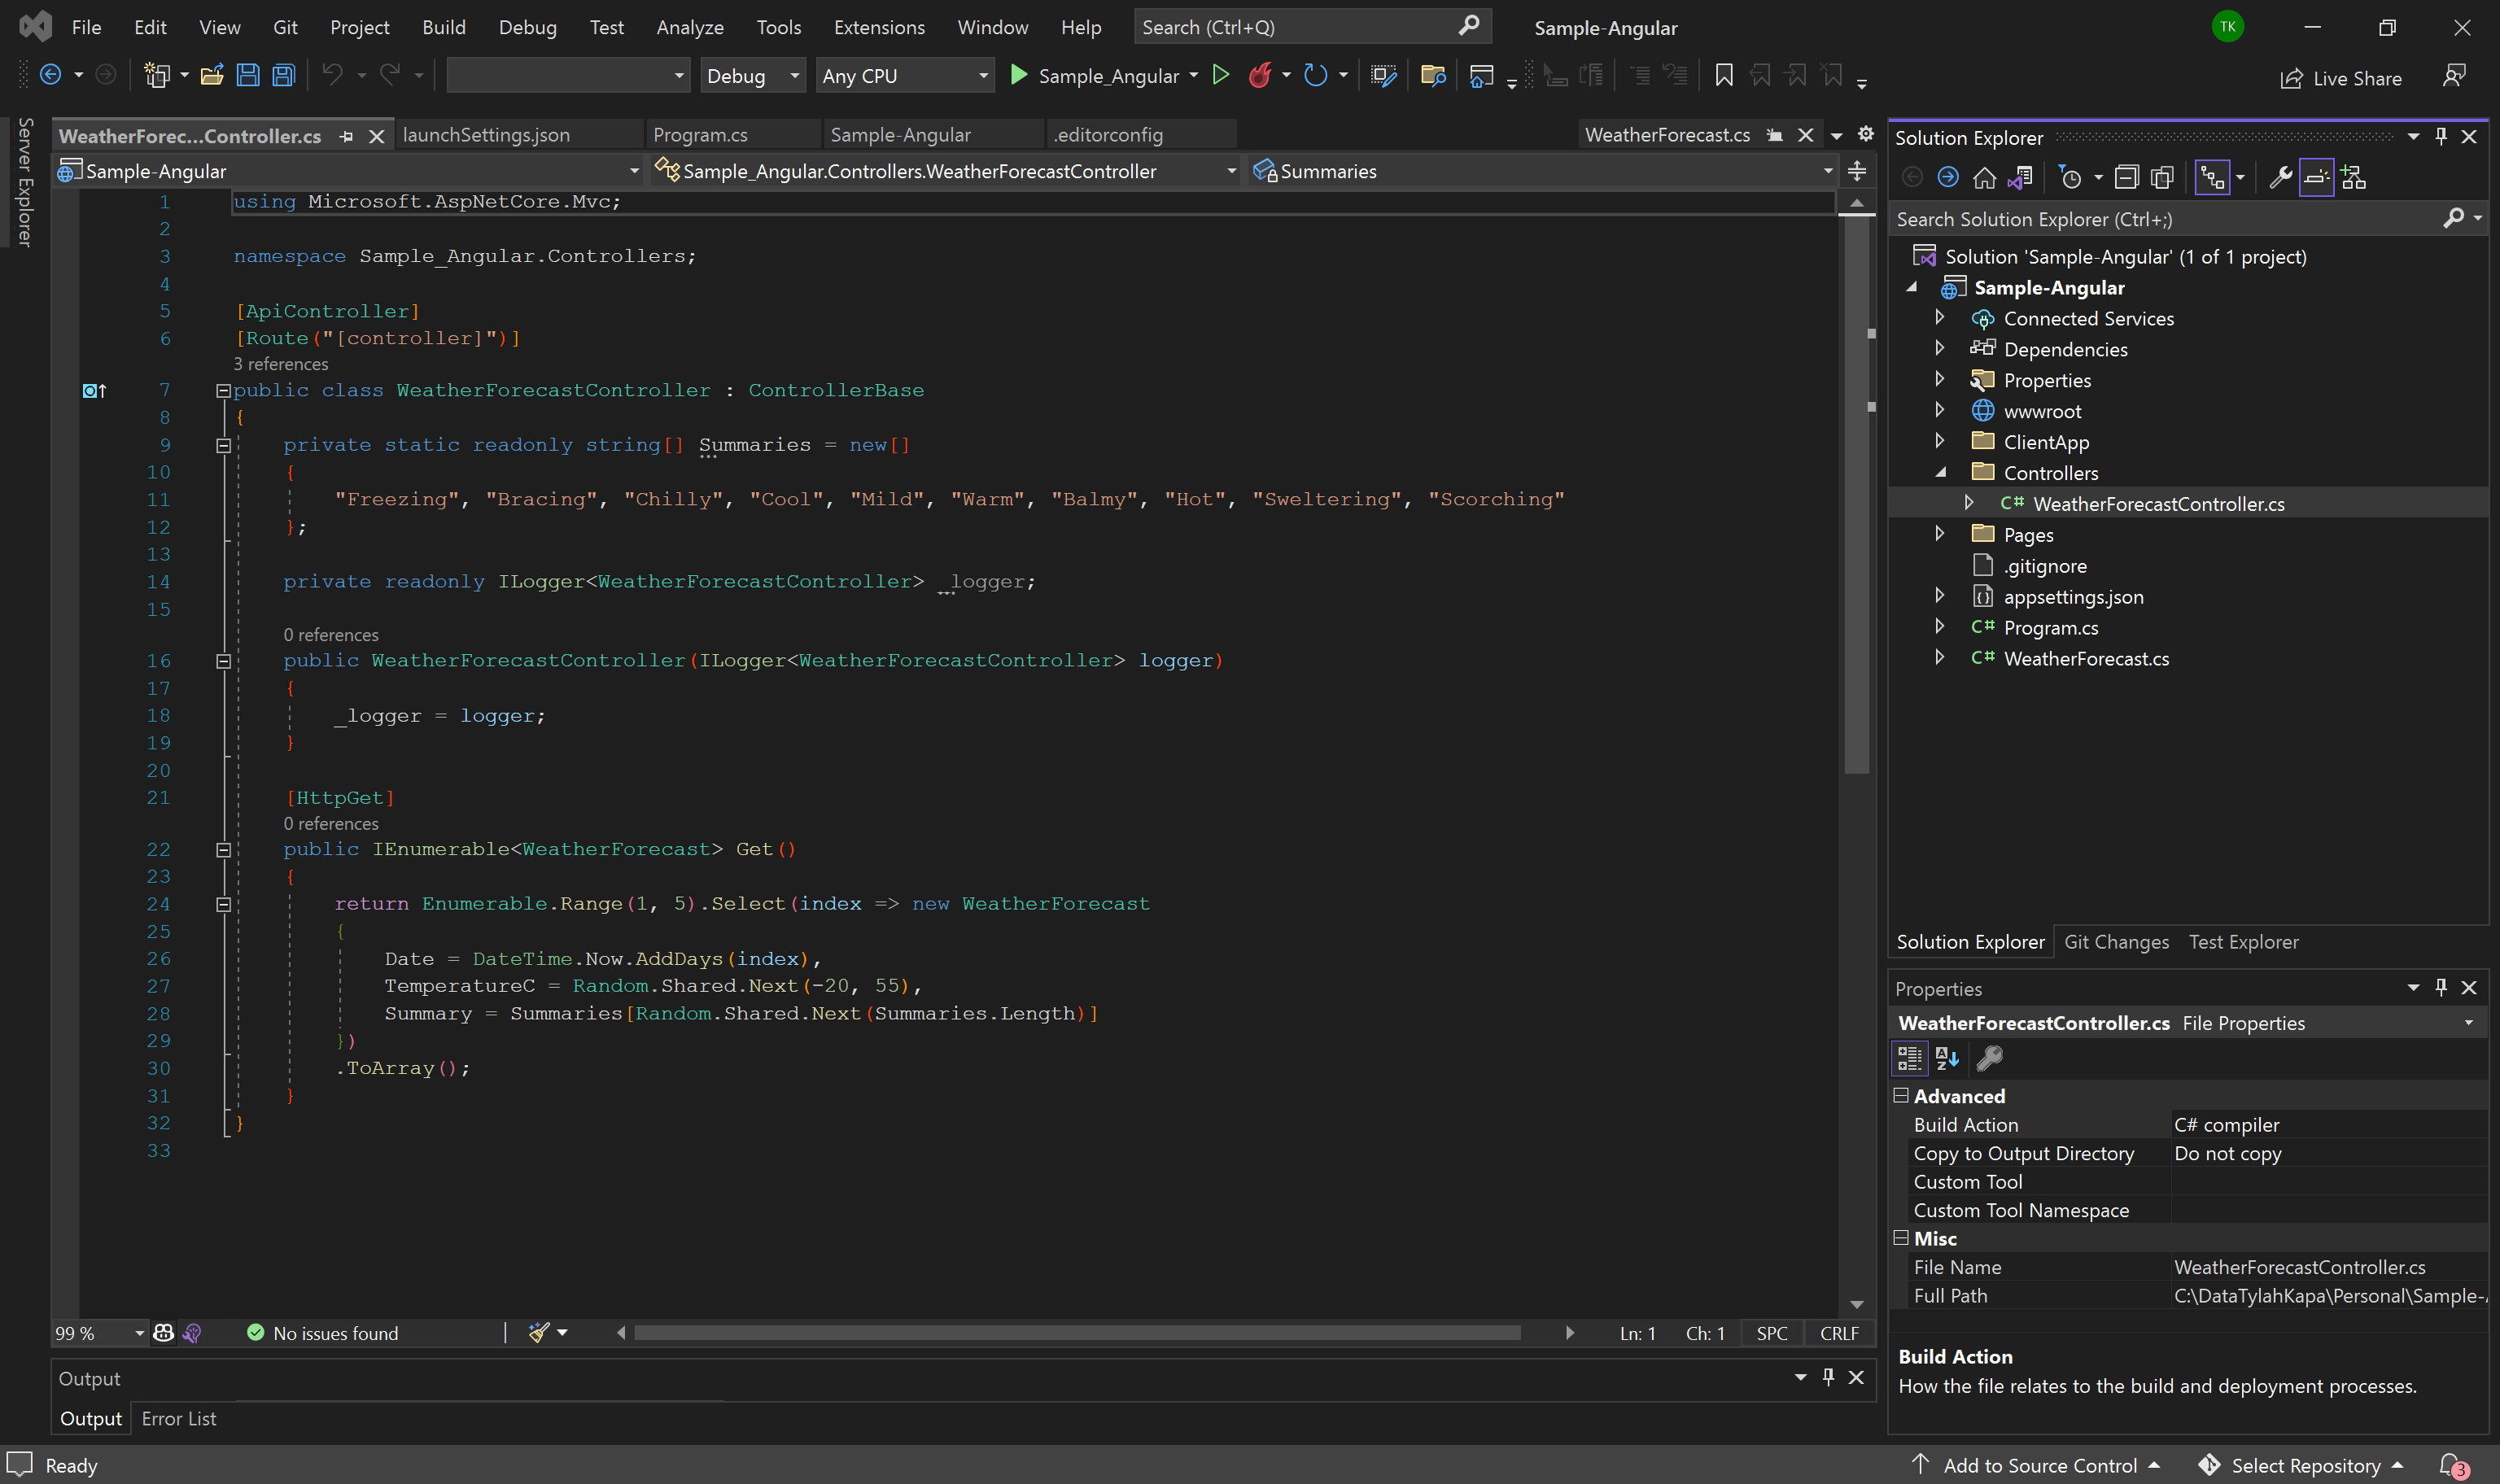 File Edit View Git Project Build Debug Test Analyze Tools Extensions Window Help Search (Ctrl+Q) Sample-Angular TK
Debug Any CPU Sample_Angular Live Share
Server Explorer
WeatherForec...Controller.cs launchSettings.json Program.cs Sample-Angular .editorconfig WeatherForecast.cs
Sample-Angular Sample_Angular.Controllers.WeatherForecastController Summaries
1 using Microsoft.AspNetCore.Mvc;
2
3 namespace Sample_Angular.Controllers;
4
5 [ApiController]
6 [Route("[controller]")]
3 references
7 public class WeatherForecastController : ControllerBase
8 {
9 private static readonly string[] Summaries = new[]
10 {
11 "Freezing", "Bracing", "Chilly", "Cool", "Mild", "Warm", "Balmy", "Hot", "Sweltering", "Scorching"
12 };
13
14 private readonly ILogger<WeatherForecastController> _logger;
15
0 references
16 public WeatherForecastController(ILogger<WeatherForecastController> logger)
17 {
18 _logger = logger;
19 }
20
21 [HttpGet]
0 references
22 public IEnumerable<WeatherForecast> Get()
23 {
24 return Enumerable.Range(1, 5).Select(index => new WeatherForecast
25 {
26 Date = DateTime.Now.AddDays(index),
27 TemperatureC = Random.Shared.Next(-20, 55),
28 Summary = Summaries[Random.Shared.Next(Summaries.Length)]
29 })
30 .ToArray();
31 }
32 }
33
99 % No issues found Ln: 1 Ch: 1 SPC CRLF
Output
Output Error List
Solution Explorer
Search Solution Explorer (Ctrl+;)
Solution 'Sample-Angular' (1 of 1 project)
Sample-Angular
Connected Services
Dependencies
Properties
wwwroot
ClientApp
Controllers
C# WeatherForecastController.cs
Pages
.gitignore
appsettings.json
C# Program.cs
C# WeatherForecast.cs
Solution Explorer Git Changes Test Explorer
Properties
WeatherForecastController.cs File Properties
Advanced
Build Action C# compiler
Copy to Output Directory Do not copy
Custom Tool
Custom Tool Namespace
Misc
File Name WeatherForecastController.cs
Full Path C:\DataTylahKapa\Personal\Sample-
Build Action
How the file relates to the build and deployment processes.
Ready Add to Source Control Select Repository 3